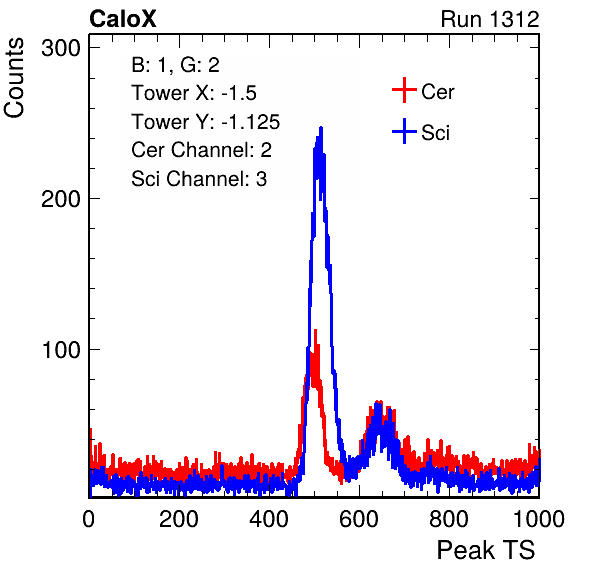 CaloX Run 1312
Counts
300
200
100
B: 1, G: 2
Tower X: -1.5
Tower Y: -1.125
Cer Channel: 2
Sci Channel: 3
Cer
Sci
0 200 400 600 800 1000
Peak TS